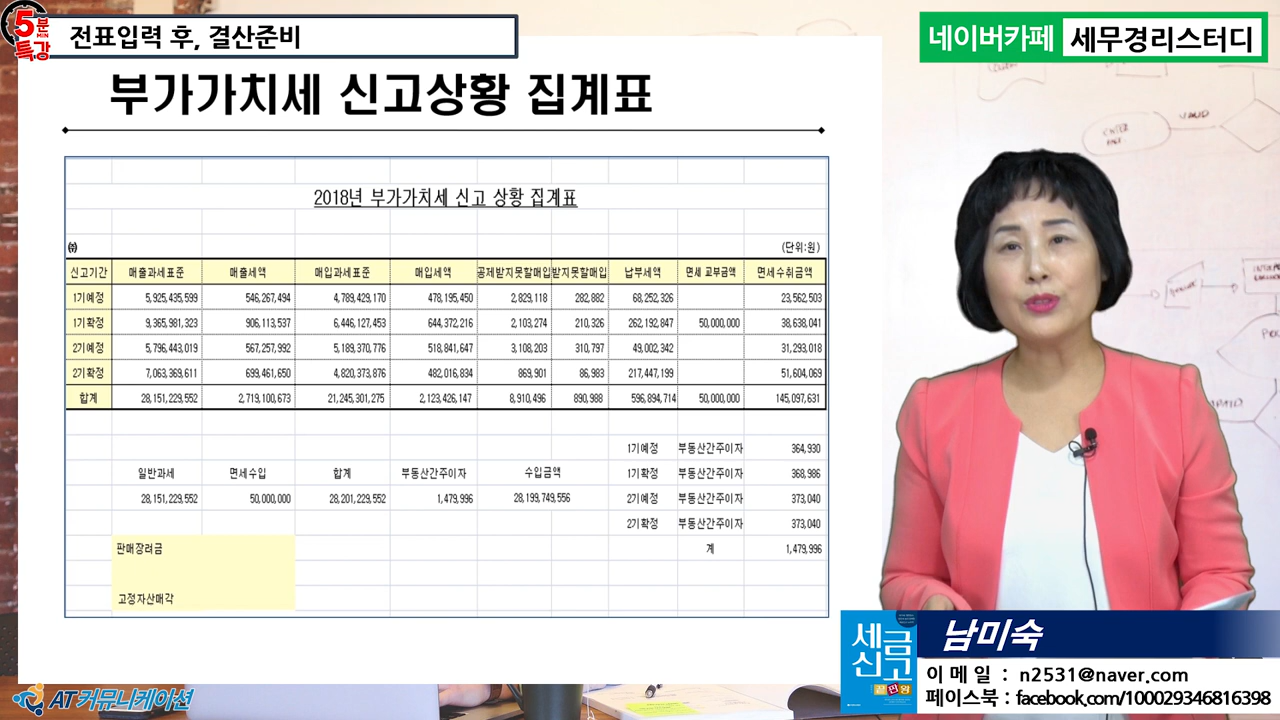 5분
MIN
특강
전표입력 후, 결산준비
네이버카페 세무경리스터디
부가가치세 신고상황 집계표
2018년 부가가치세 신고 상황 집계표
㈜ (단위:원)
신고기간 매출과세표준 매출세액 매입과세표준 매입세액 공제받지못할매입 받지못할매입 납부세액 면세 교부금액 면세수취금액
1기예정 5,925,435,599 546,267,494 4,789,429,170 478,195,450 2,829,118 282,882 68,252,326 23,562,503
1기확정 9,365,981,323 906,113,537 6,446,127,453 644,372,216 2,103,274 210,326 262,192,847 50,000,000 38,638,041
2기예정 5,796,443,019 567,257,992 5,189,370,776 518,841,647 3,108,203 310,797 49,002,342 31,293,018
2기확정 7,063,369,611 699,461,650 4,820,373,876 482,016,834 869,901 86,983 217,447,199 51,604,069
합계 28,151,229,552 2,719,100,673 21,245,301,275 2,123,426,147 8,910,496 890,988 596,894,714 50,000,000 145,097,631
1기예정 부동산간주이자 364,930
일반과세 면세수입 합계 부동산간주이자 수입금액 1기확정 부동산간주이자 368,986
28,151,229,552 50,000,000 28,201,229,552 1,479,996 28,199,749,556 2기예정 부동산간주이자 373,040
2기확정 부동산간주이자 373,040
판매장려금 계 1,479,996
고정자산매각
세금
신고
끝판왕
남미숙
이 메 일 : n2531@naver.com
페이스북 : facebook.com/100029346816398
AT커뮤니케이션
VALID